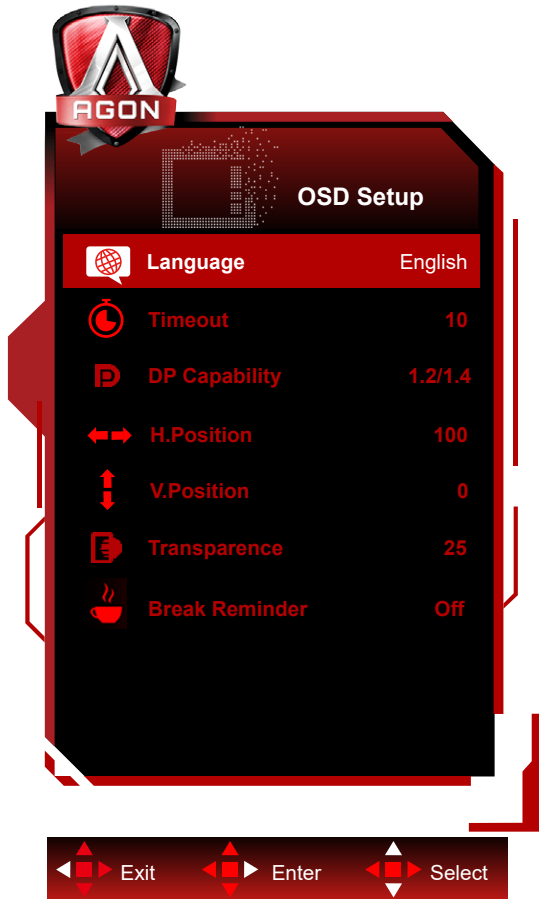 AGON
OSD Setup
Language English
Timeout 10
DP Capability 1.2/1.4
H.Position 100
V.Position 0
Transparence 25
Break Reminder Off
Exit Enter Select